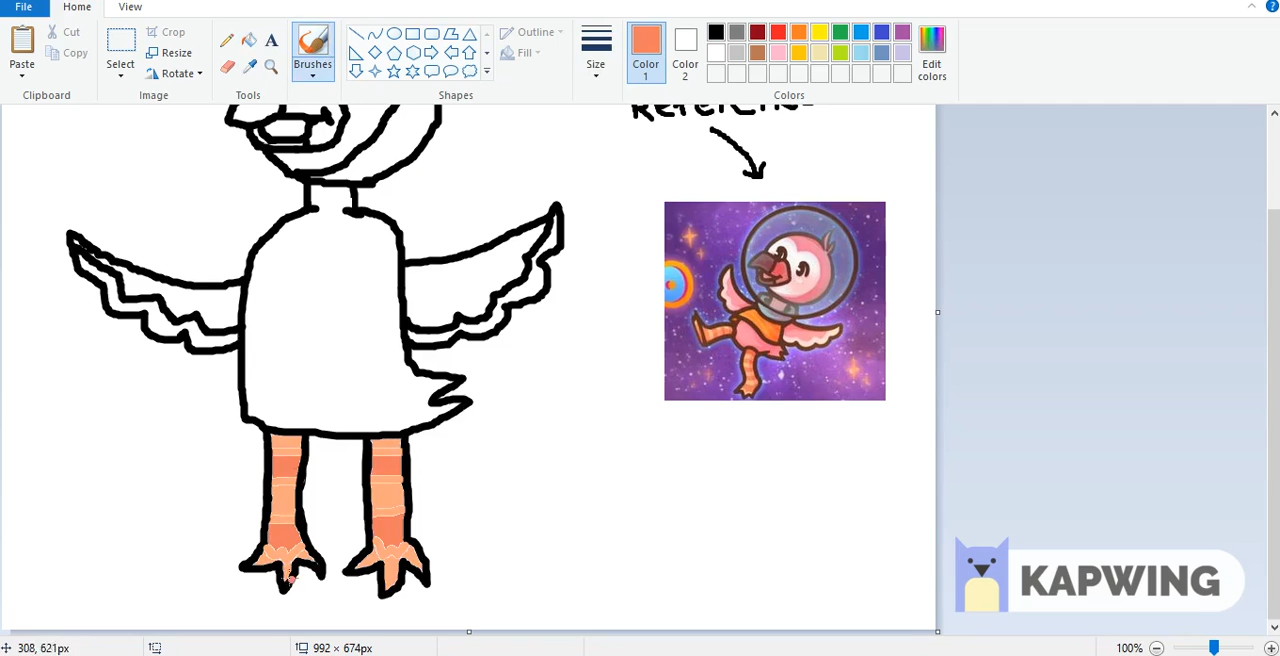 File Home View
Paste Cut Copy
Select Crop Resize Rotate
A
Brushes
Outline Fill
Size
Color 1 Color 2
Edit colors
Clipboard Image Tools Shapes Colors
KAPWING
308, 621px 992 × 674px 100%